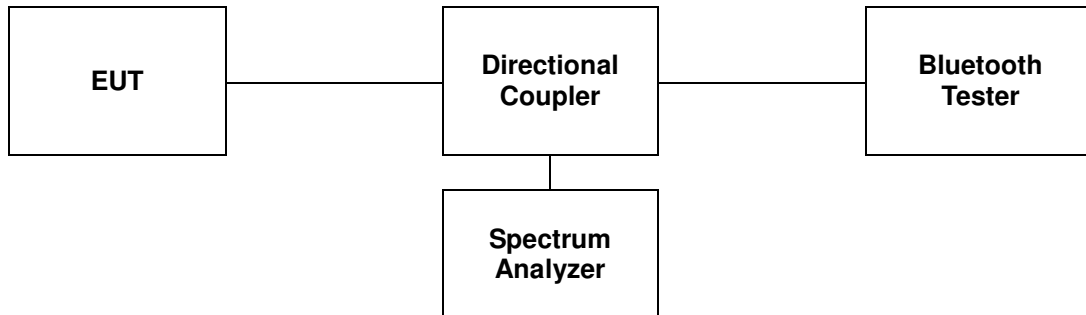 EUT
Directional
Coupler
Bluetooth
Tester
Spectrum
Analyzer